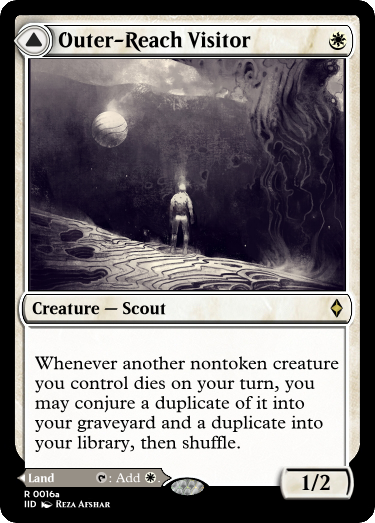 Outer-Reach Visitor
Creature — Scout
Whenever another nontoken creature
you control dies on your turn, you
may conjure a duplicate of it into
your graveyard and a duplicate into
your library, then shuffle.
Land : Add .
1/2
R 0016a
IID Reza Afshar